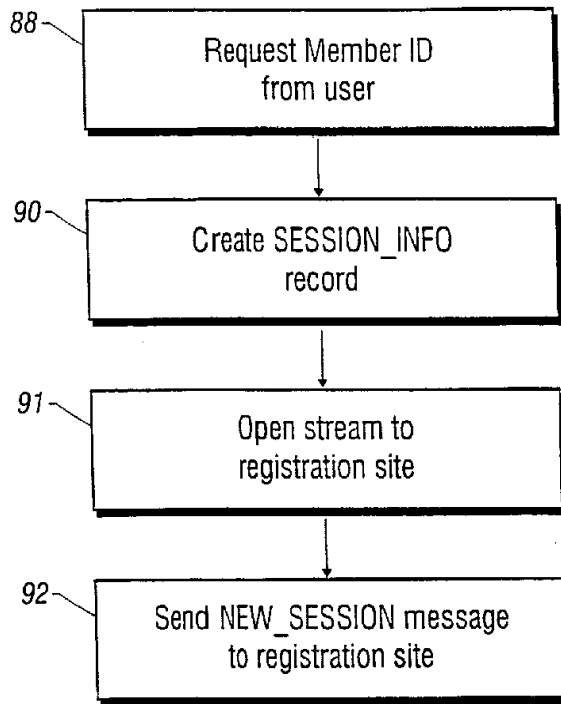 88
Request Member ID
from user
90
Create SESSION_INFO
record
91
Open stream to
registration site
92
Send NEW_SESSION message
to registration site